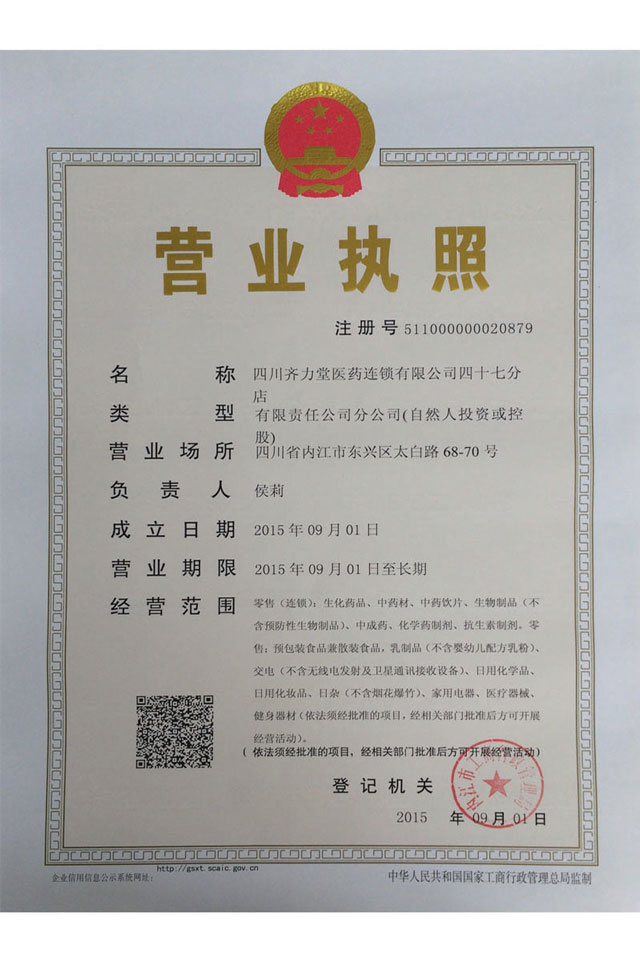 营业执照
注册号 511000000020879
名称 四川齐力堂医药连锁有限公司四十七分
店
类型 有限责任公司分公司(自然人投资或控
股)
营业场所 四川省内江市东兴区太白路 68-70 号
负责人 侯莉
成立日期 2015 年 09 月 01 日
营业期限 2015 年 09 月 01 日至长期
经营范围 零售（连锁）：生化药品、中药材、中药饮片、生物制品（不
含预防性生物制品）、中成药、化学药制剂、抗生素制剂。零
售：预包装食品兼散装食品，乳制品（不含婴幼儿配方乳粉）、
交电（不含无线电发射及卫星通讯接收设备）、日用化学品、
日用化妆品、日杂（不含烟花爆竹）、家用电器、医疗器械、
健身器材（依法须经批准的项目，经相关部门批准后方可开展
经营活动）。
（依法须经批准的项目，经相关部门批准后方可开展经营活动）
登记机关
内江市工商行政管理局
2015 年 09 月 01 日
企业信用信息公示系统网址： http://gsxt.scaic.gov.cn
中华人民共和国国家工商行政管理总局监制